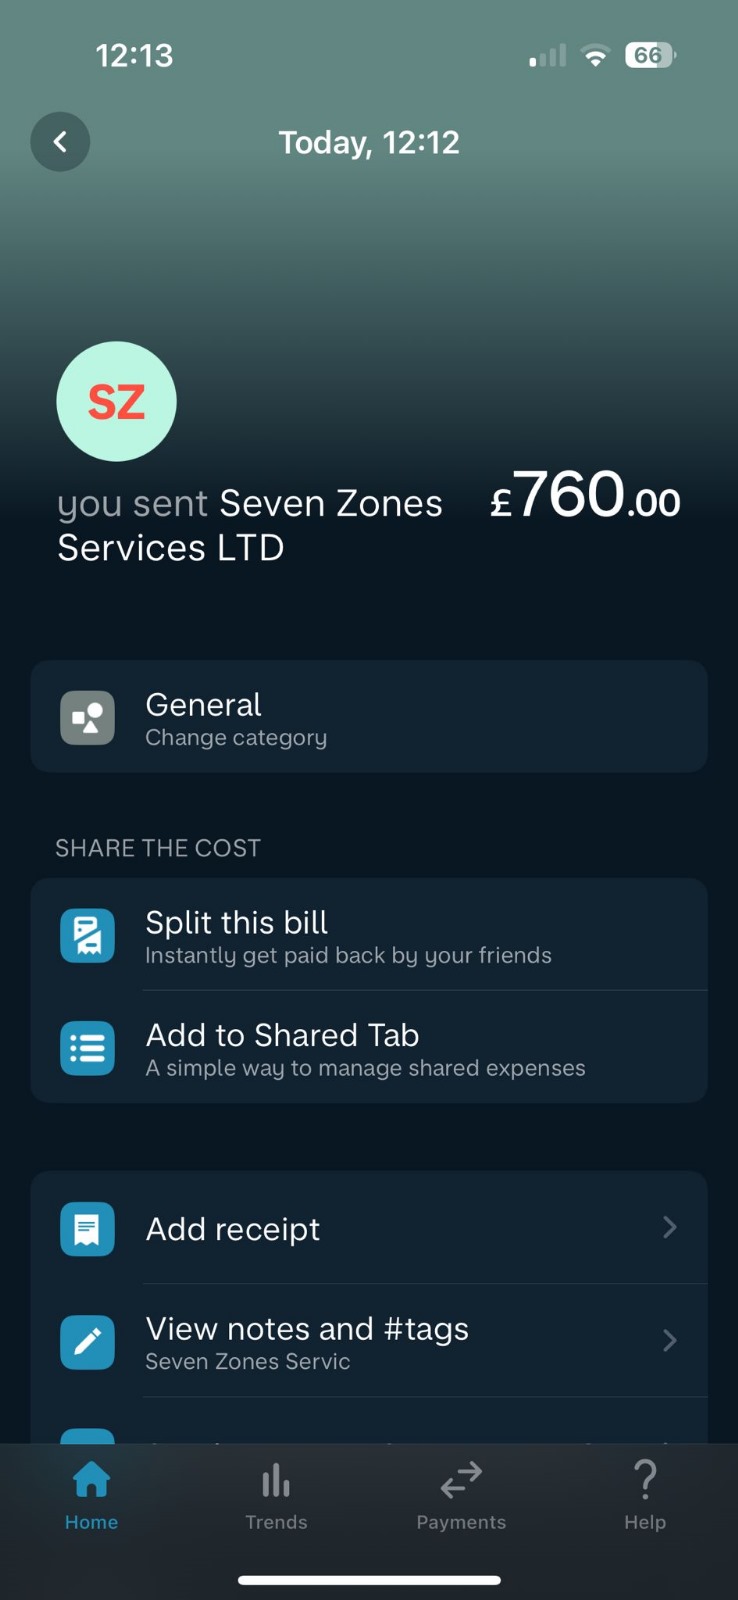 12:13
66
Today, 12:12
SZ
you sent Seven Zones
Services LTD
£760.00
General
Change category
SHARE THE COST
Split this bill
Instantly get paid back by your friends
Add to Shared Tab
A simple way to manage shared expenses
Add receipt
View notes and #tags
Seven Zones Servic
Home
Trends
Payments
Help